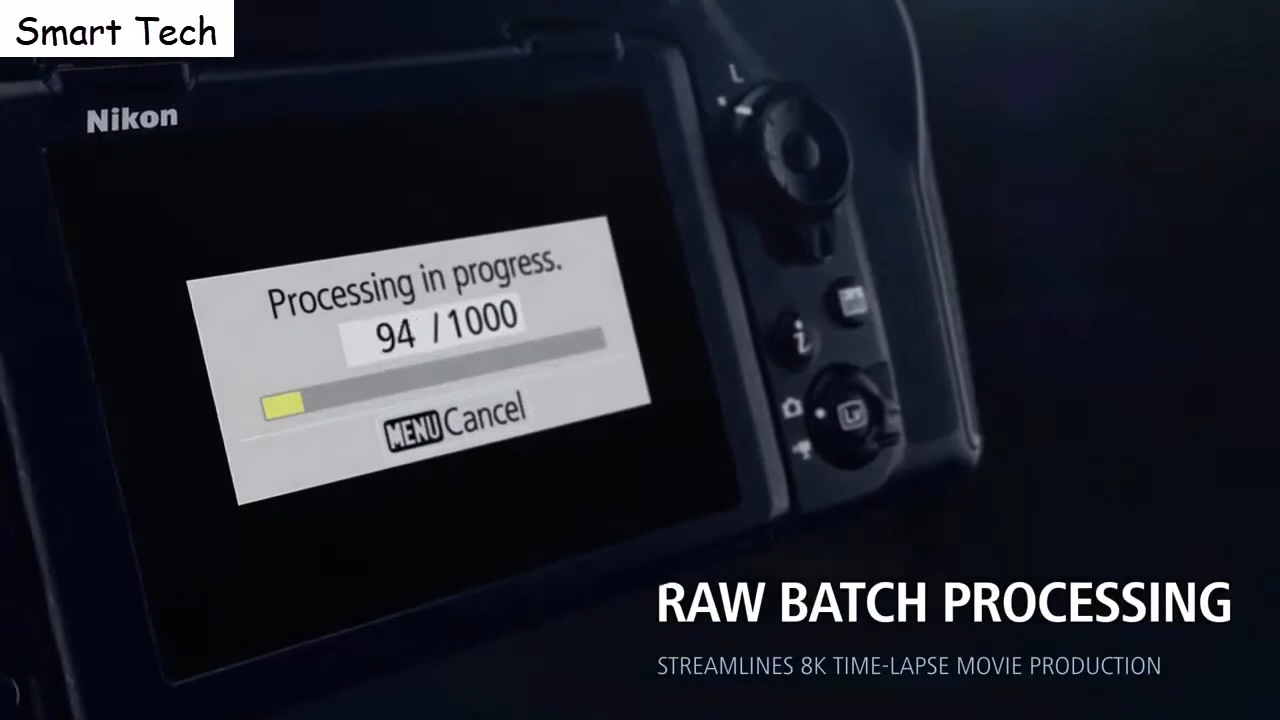 Smart Tech
Nikon
L
Processing in progress.
94 /1000
MENU Cancel
i
Lv
RAW BATCH PROCESSING
STREAMLINES 8K TIME-LAPSE MOVIE PRODUCTION